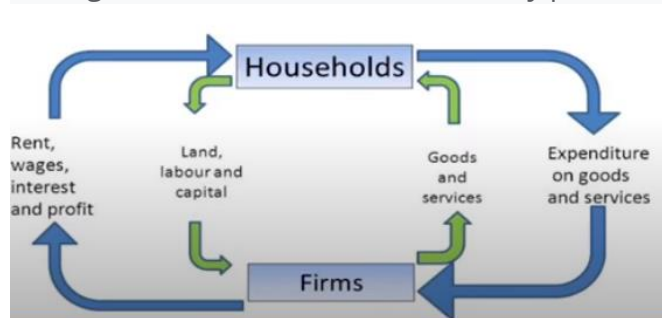 Households
Rent,
wages,
interest
and profit
Land,
labour and
capital
Goods
and
services
Expenditure
on goods
and services
Firms